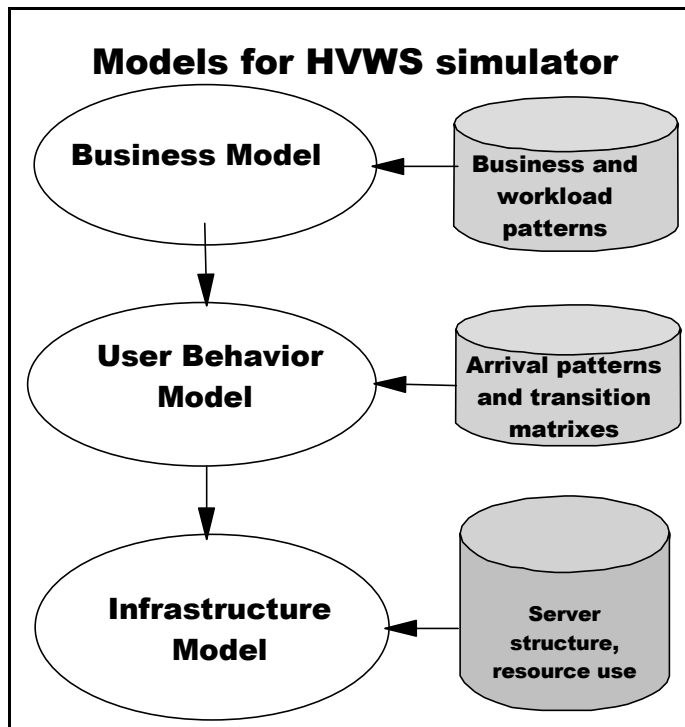 Models for HVWS simulator
Business Model
Business and
workload
patterns
User Behavior
Model
Arrival patterns
and transition
matrixes
Infrastructure
Model
Server
structure,
resource use